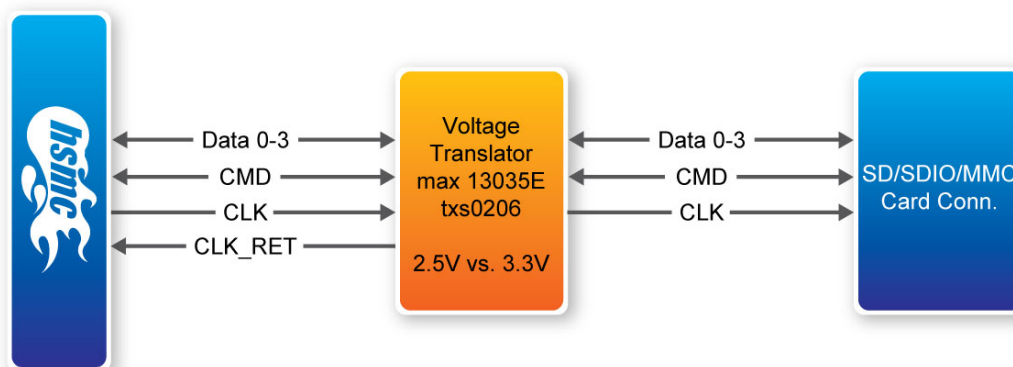 hsmc
Data 0-3
CMD
CLK
CLK_RET
Voltage
Translator
max 13035E
txs0206
2.5V vs. 3.3V
Data 0-3
CMD
CLK
SD/SDIO/MMC
Card Conn.